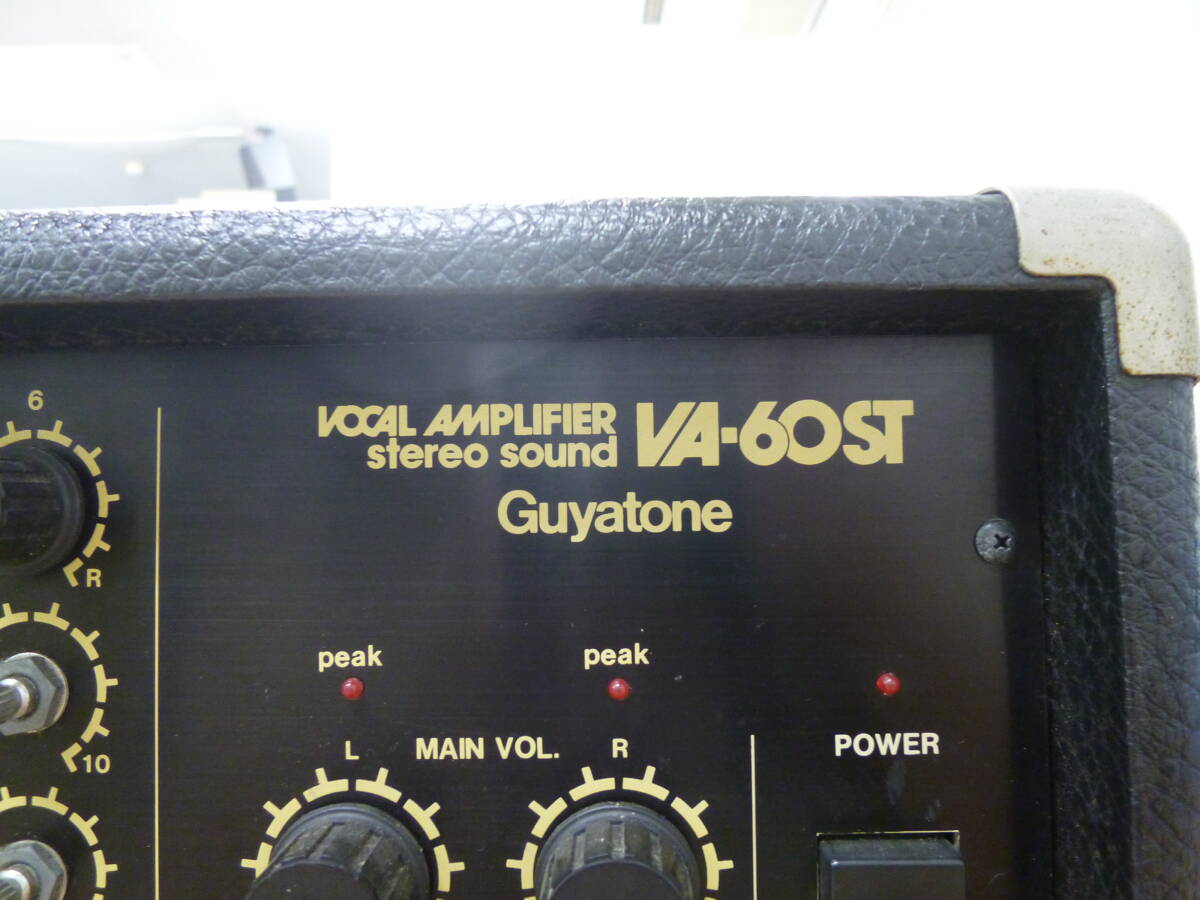 VOCAL AMPLIFIER
stereo sound
VA-60ST
Guyatone
6
R
10
peak
peak
L MAIN VOL. R
POWER